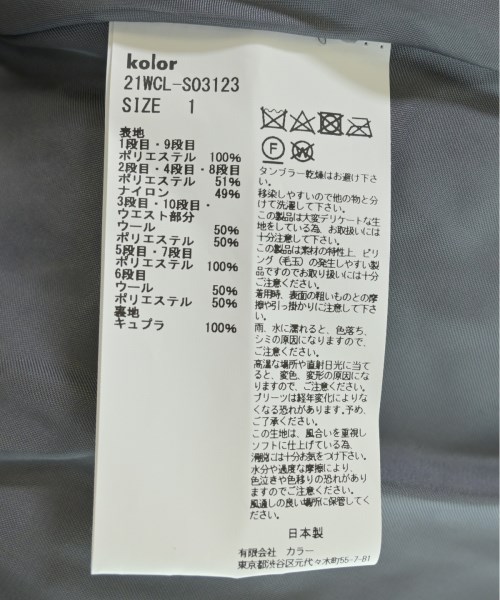 kolor
21WCL-S03123
SIZE 1
表地
1段目・9段目
ポリエステル 100%
2段目・4段目・8段目
ポリエステル 51%
ナイロン 49%
3段目・10段目・
ウエスト部分
ウール 50%
ポリエステル 50%
5段目・7段目
ポリエステル 100%
6段目
ウール 50%
ポリエステル 50%
裏地
キュプラ 100%
F
W
タンブラー乾燥はお避け下さ
い。
移染しやすいので他の物と分
けて洗濯して下さい。
この製品は大変デリケートな生
地をしている為、お取扱いには
十分注意して下さい。
この製品は素材の特性上、ピリ
ング(毛玉)の発生しやすい製
品ですのでお取り扱いには十分
ご注意ください。
着用時、表面の粗いものとの摩
擦や引っ掛かりに注意して下さ
い。
雨、水に濡れると、色落ち、
シミの原因になりますので、
ご注意ください。
高温な場所や直射日光に当て
ると、変色、変形の原因にな
りますので、ご注意ください。
プリーツは経年変化によりな
くなる恐れがあります。予め、
ご了承ください。
この生地は、風合いを重視し
ソフトに仕上げている為、
滑脱には十分お気をつけ下さい。
水分や過度な摩擦により、
色泣きや色移りの恐れがあり
ますのでご注意ください。
風通しの良い場所に保管してく
ださい。
日本製
有限会社 カラー
東京都渋谷区元代々木町55-7-B1